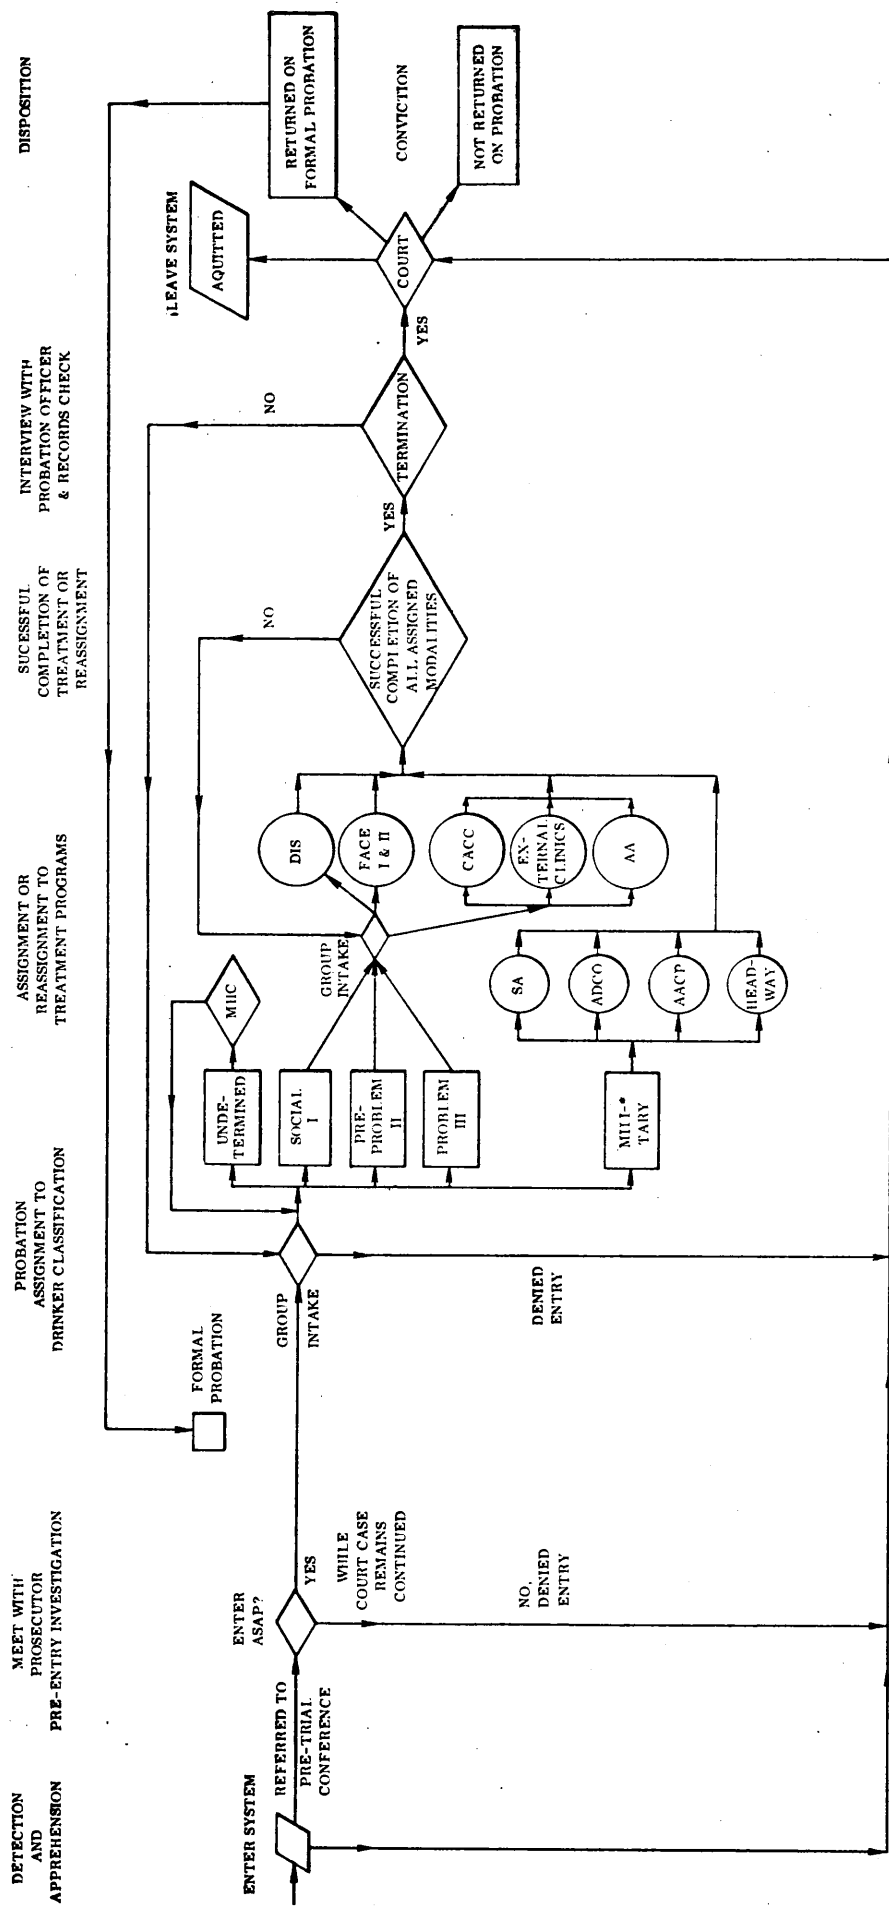 DETECTION
AND
APPREHENSION
MEET WITH
PROSECUTOR
PRE-ENTRY INVESTIGATION
PROBATION
ASSIGNMENT TO
DRINKER CLASSIFICATION
ASSIGNMENT OR
REASSIGNMENT TO
TREATMENT PROGRAMS
SUCESSFUL
COMPLETION OF
TREATMENT OR
REASSIGNMENT
INTERVIEW WITH
PROBATION OFFICER
& RECORDS CHECK
DISPOSITION
ENTER SYSTEM
REFERRED TO
PRE-TRIAL
CONFERENCE
ENTER
ASAP?
YES
WHILE
COURT CASE
REMAINS
CONTINUED
NO,
DENIED
ENTRY
FORMAL
PROBATION
GROUP
INTAKE
DENIED
ENTRY
UNDE-
TERMINED
SOCIAL
I
PRE-
PROBLEM
II
PROBLEM
III
MILI-*
TARY
MHC
GROUP
INTAKE
SA
ADCO
AACP
HEAD-
WAY
DIS
FACE
I & II
CACC
EX-
TERNAL
CLINICS
AA
NO
SUCCESSFUL
COMPLETION OF
ALL ASSIGNED
MODALITIES
YES
NO
TERMINATION
YES
LEAVE SYSTEM
AQUITTED
COURT
RETURNED ON
FORMAL PROBATION
CONVICTION
NOT RETURNED
ON PROBATION